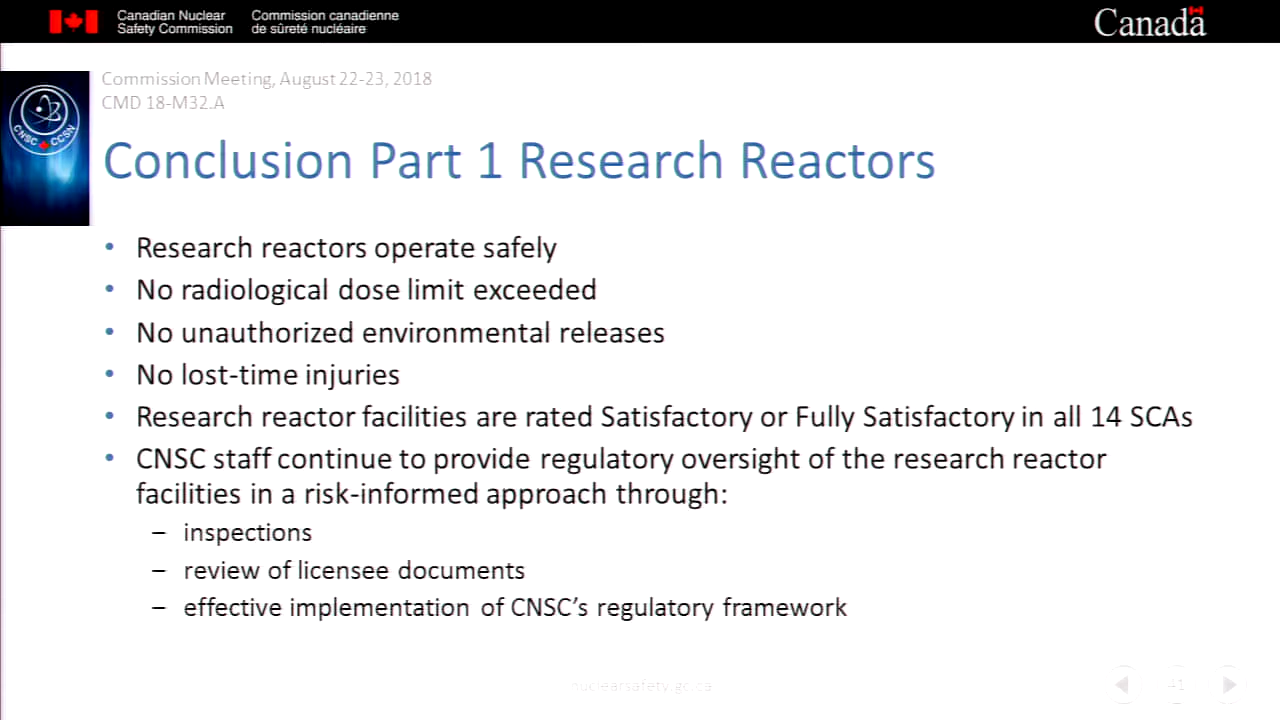 Canadian Nuclear
Safety Commission
Commission canadienne
de sûreté nucléaire
Canada
Commission Meeting, August 22-23, 2018
CMD 18-M32.A
CNSC CCSN
Conclusion Part 1 Research Reactors
• Research reactors operate safely
• No radiological dose limit exceeded
• No unauthorized environmental releases
• No lost-time injuries
• Research reactor facilities are rated Satisfactory or Fully Satisfactory in all 14 SCAs
• CNSC staff continue to provide regulatory oversight of the research reactor
facilities in a risk-informed approach through:
– inspections
– review of licensee documents
– effective implementation of CNSC's regulatory framework
nuclearsafety.gc.ca
41